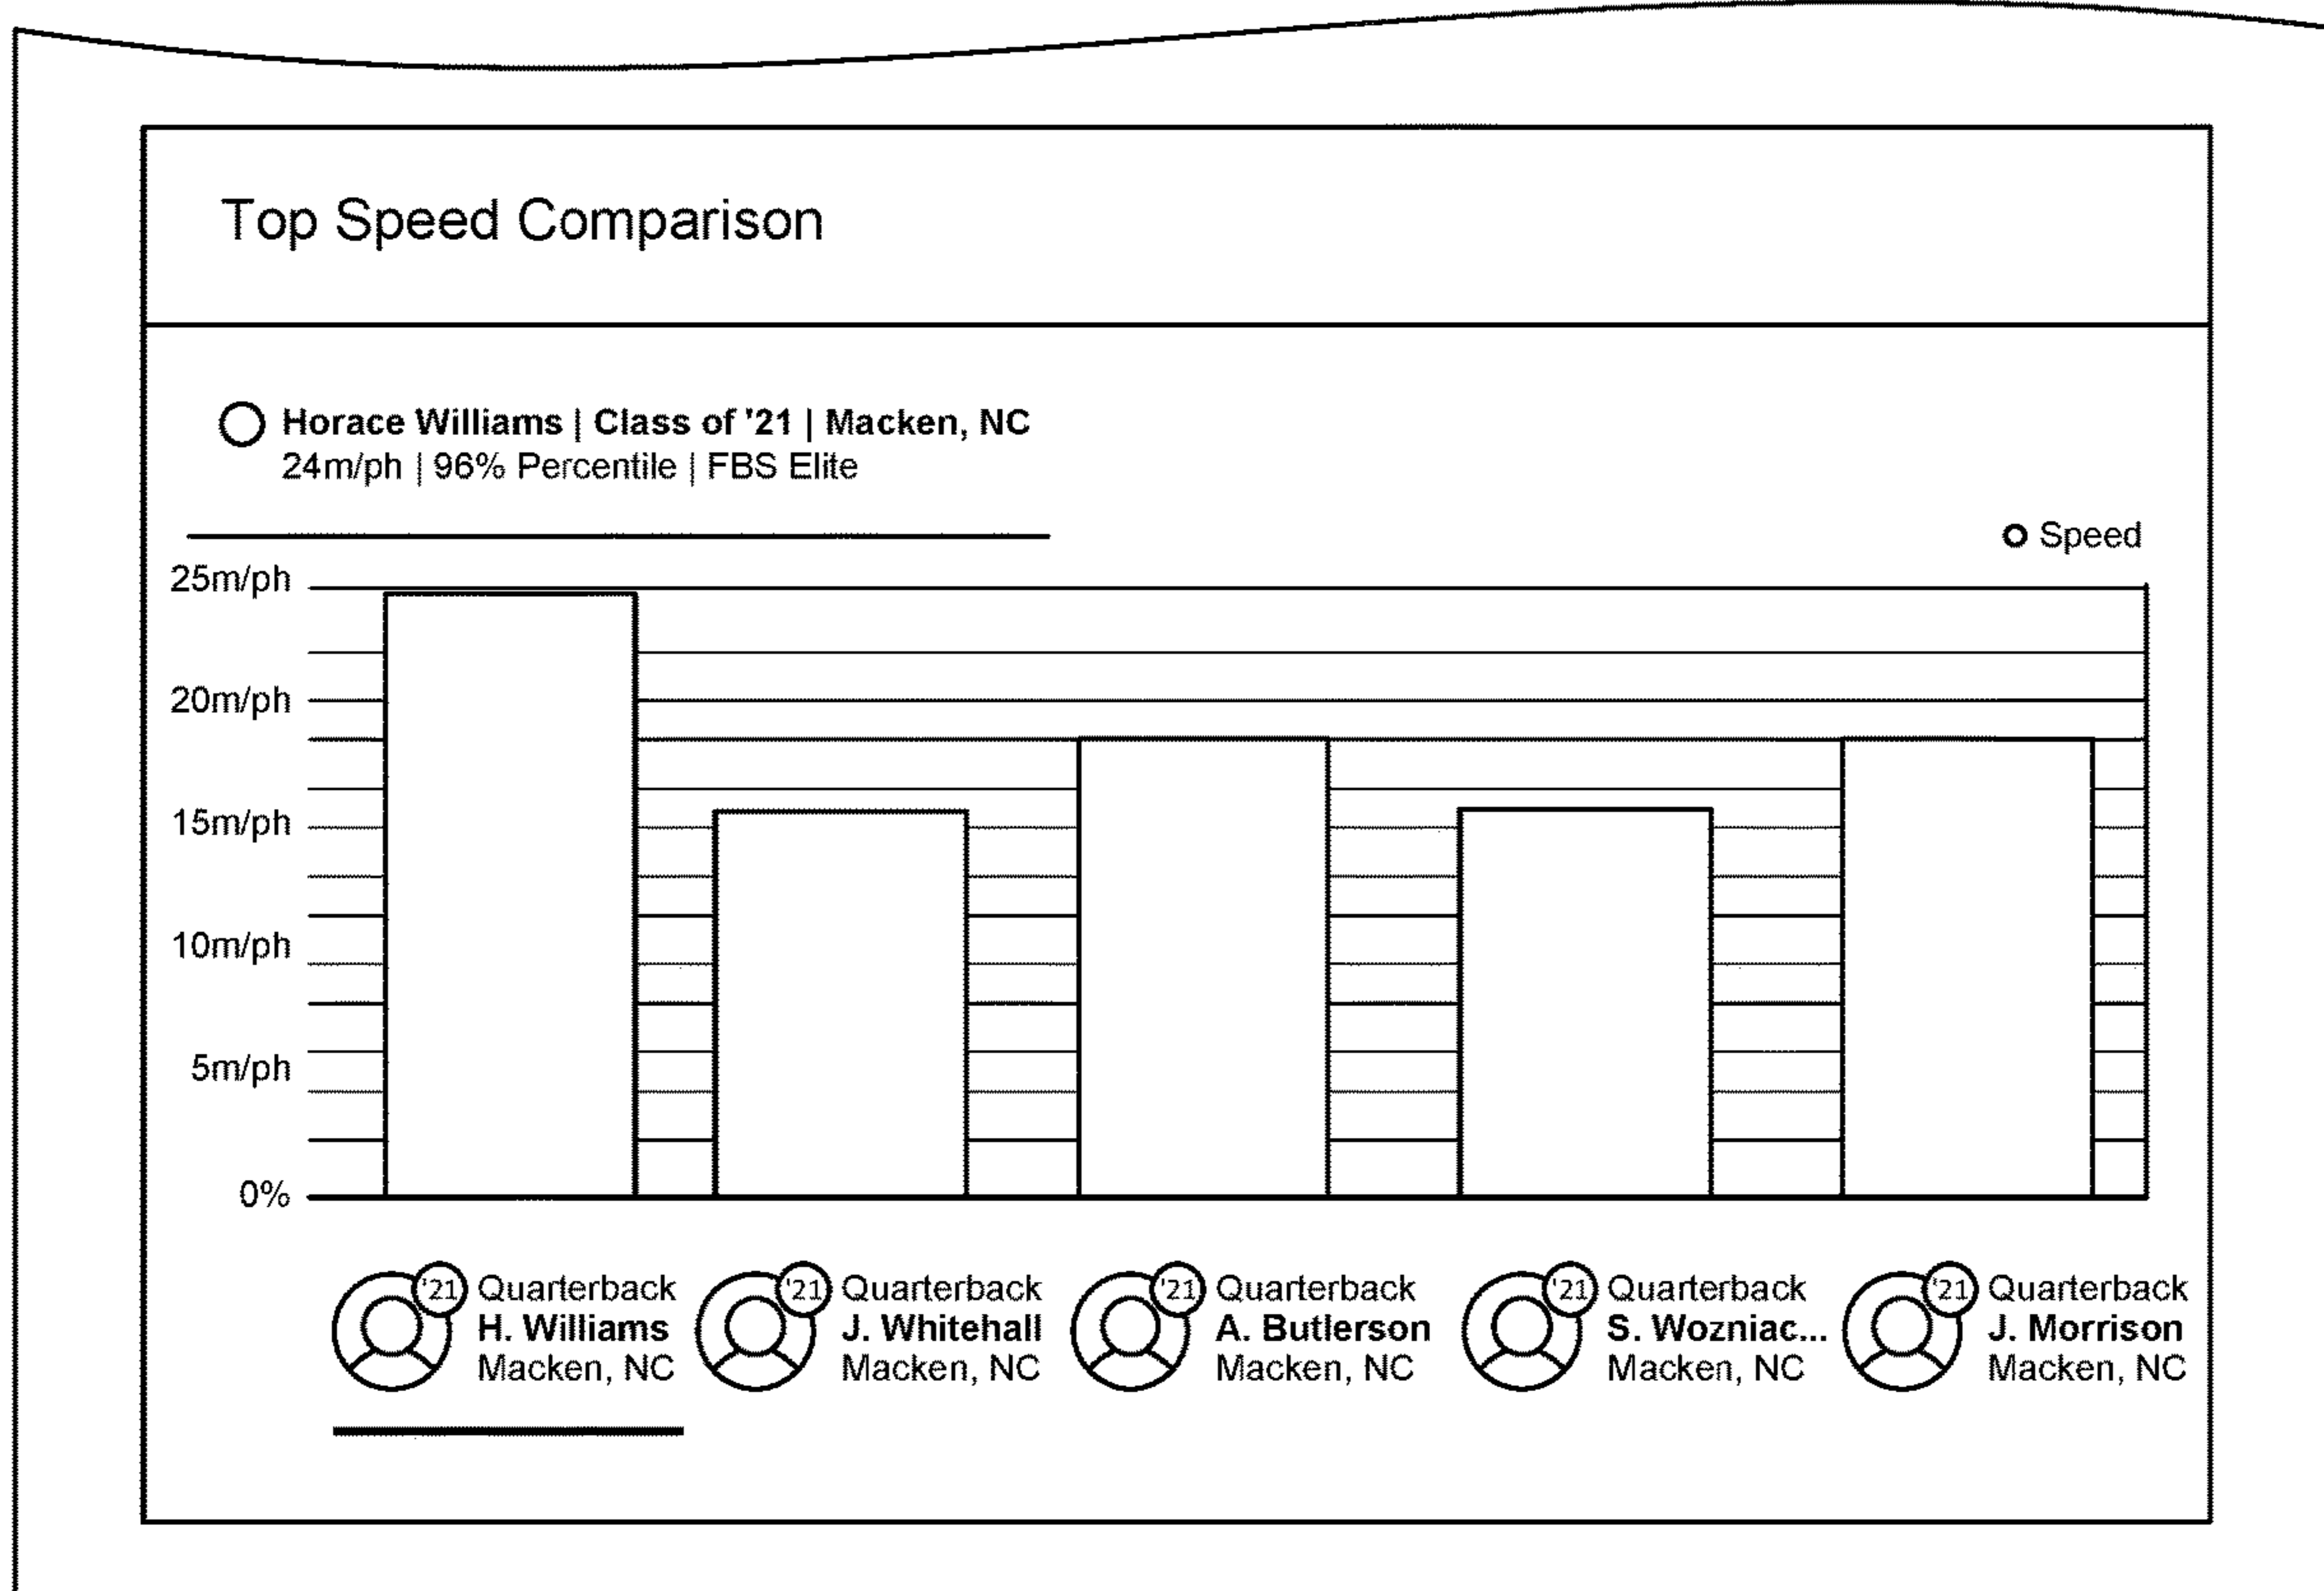 Top Speed Comparison
Horace Williams | Class of '21 | Macken, NC
24m/ph | 96% Percentile | FBS Elite
Speed
25m/ph
20m/ph
15m/ph
10m/ph
5m/ph
0%
'21 Quarterback
H. Williams
Macken, NC
'21 Quarterback
J. Whitehall
Macken, NC
'21 Quarterback
A. Butlerson
Macken, NC
'21 Quarterback
S. Wozniac...
Macken, NC
'21 Quarterback
J. Morrison
Macken, NC